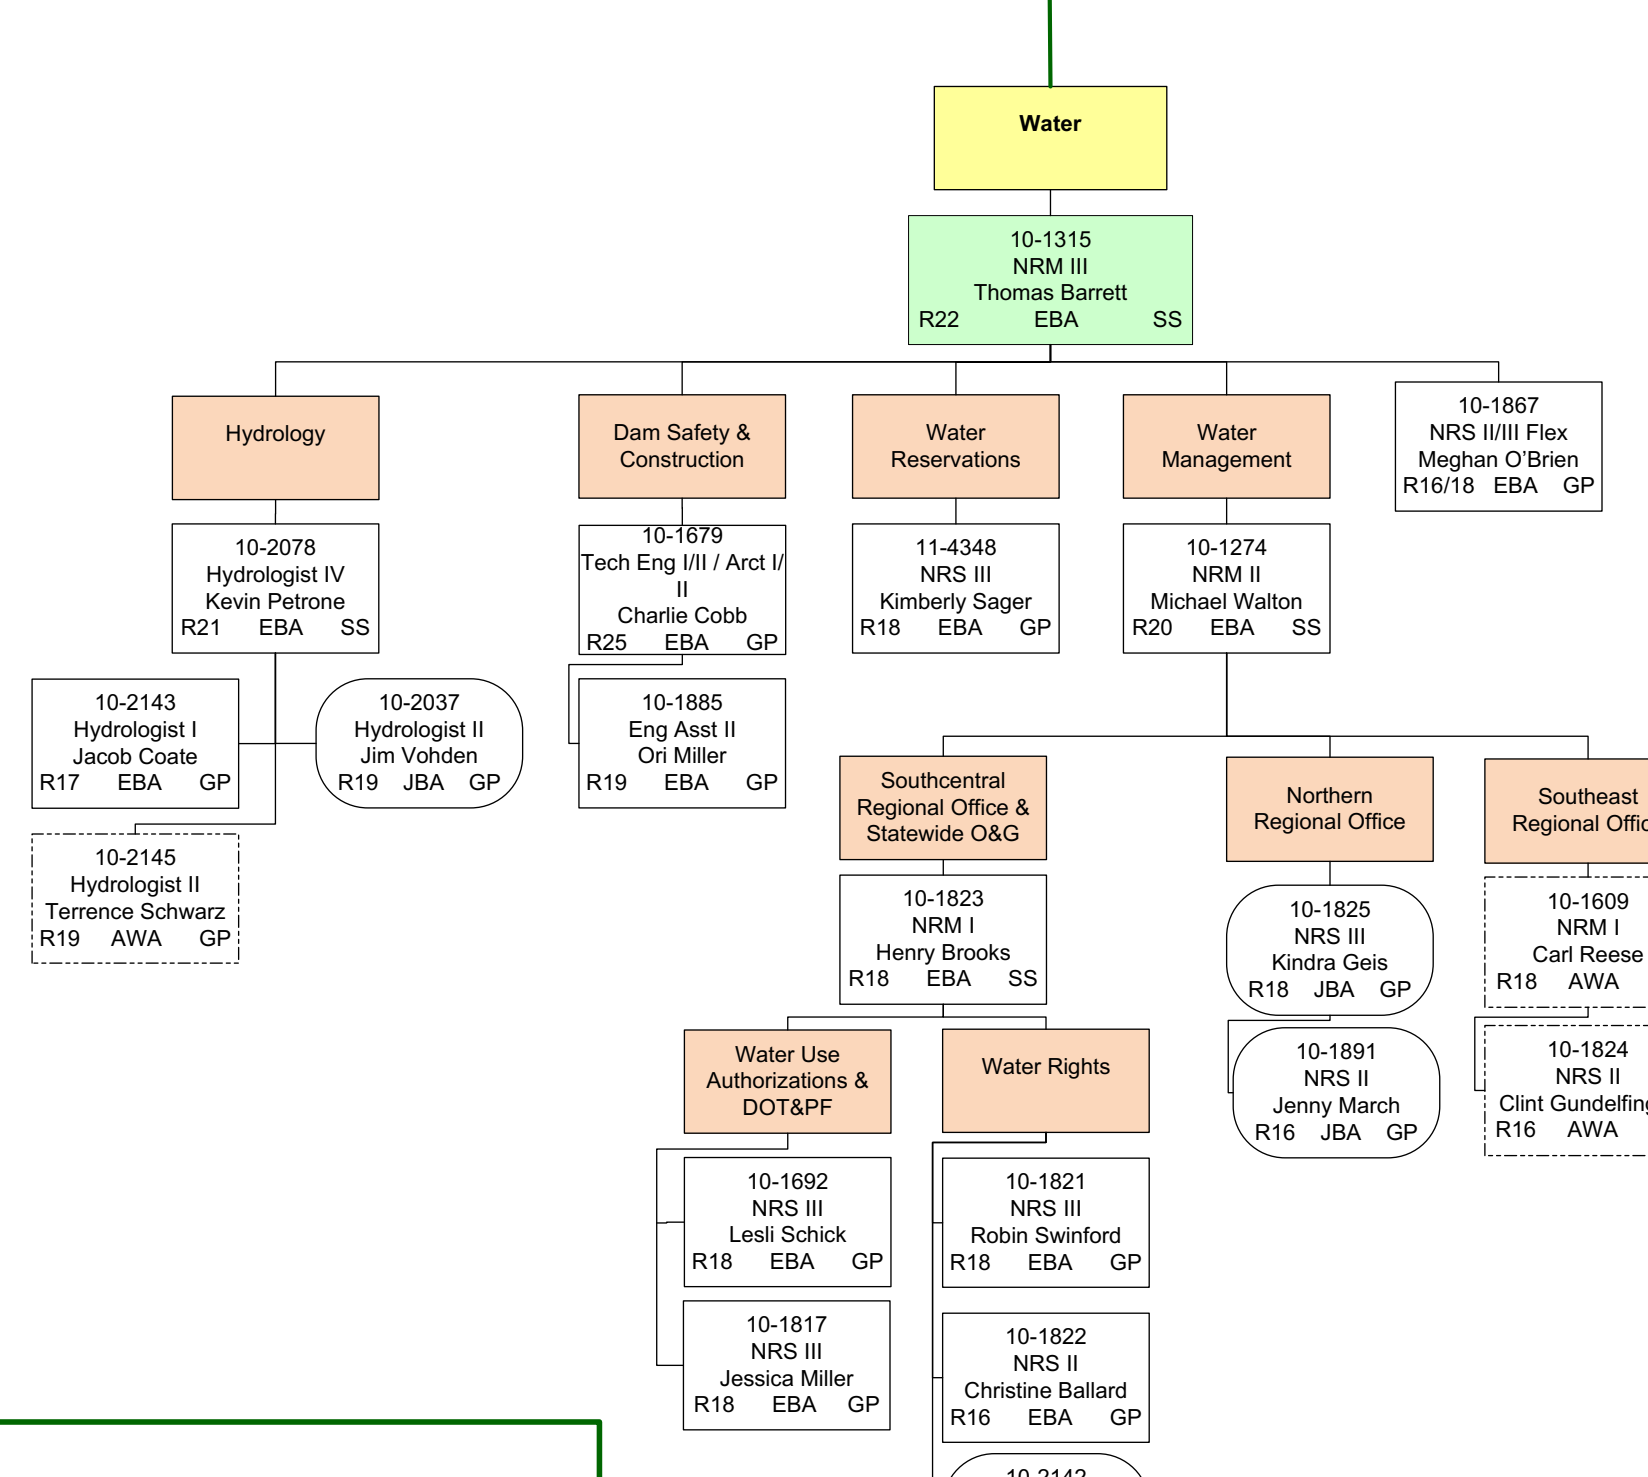 Water
10-1315
NRM III
Thomas Barrett
R22 EBA SS
Hydrology
Dam Safety &
Construction
Water
Reservations
Water
Management
10-1867
NRS II/III Flex
Meghan O’Brien
R16/18 EBA GP
10-2078
Hydrologist IV
Kevin Petrone
R21 EBA SS
10-1679
Tech Eng I/II / Arct I/
II
Charlie Cobb
R25 EBA GP
11-4348
NRS III
Kimberly Sager
R18 EBA GP
10-1274
NRM II
Michael Walton
R20 EBA SS
10-2143
Hydrologist I
Jacob Coate
R17 EBA GP
10-2037
Hydrologist II
Jim Vohden
R19 JBA GP
10-1885
Eng Asst II
Ori Miller
R19 EBA GP
10-2145
Hydrologist II
Terrence Schwarz
R19 AWA GP
Southcentral
Regional Office &
Statewide O&G
Northern
Regional Office
Southeast
Regional
10-1823
NRM I
Henry Brooks
R18 EBA SS
10-1825
NRS III
Kindra Geis
R18 JBA GP
10-1609
NRM I
Carl Reese
R18 AWA
10-1891
NRS II
Jenny March
R16 JBA GP
10-1824
NRS II
Clint
R16 AWA
Water Use
Authorizations &
DOT&PF
Water Rights
10-1692
NRS III
Lesli Schick
R18 EBA GP
10-1821
NRS III
Robin Swinford
R18 EBA GP
10-1817
NRS III
Jessica Miller
R18 EBA GP
10-1822
NRS II
Christine Ballard
R16 EBA GP
10-2142